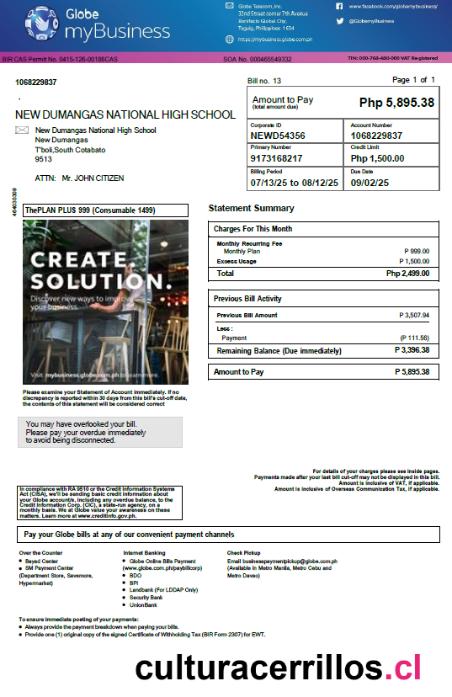 Globe
myBusiness
Globe Telecom, Inc.
32nd Street corner 7th Avenue
Bonifacio Global City,
Taguig, Philippines 1634
https://mybusiness.globe.com.ph
www.facebook.com/globemybusiness/
@Globemybusiness
BIR CAS Permit No. 0415-126-00186CAS
SOA No.
TIN: 000-768-480-000 VAT Registered
1068229837
Bill no. 13
Page 1 of 1
NEW DUMANGAS NATIONAL HIGH SCHOOL
New Dumangas National High School
New Dumangas
T'boli,South Cotabato
9513
ATTN: Mr. JOHN CITIZEN
Amount to Pay
(total amount due)
Php 5,895.38
Corporate ID
NEWD54356
Account Number
1068229837
Primary Number
9173168217
Credit Limit
Php 1,500.00
Billing Period
07/13/25 to 08/12/25
Due Date
09/02/25
ThePLAN PLUS 999 (Consumable 1499)
CREATE.
SOLUTION.
Discover new ways to improve
your business.
Visit mybusiness.globe.com.ph to learn more.
Please examine your Statement of Account immediately. If no
discrepancy is reported within 30 days from this bill's cut-off date,
the contents of this statement will be considered correct
You may have overlooked your bill.
Please pay your overdue immediately
to avoid being disconnected.
Statement Summary
Charges For This Month
Monthly Recurring Fee
Monthly Plan P 999.00
Excess Usage P 1,500.00
Total Php 2,499.00
Previous Bill Activity
Previous Bill Amount P 3,507.94
Less :
Payment (P 111.56)
Remaining Balance (Due immediately) P 3,396.38
Amount to Pay P 5,895.38
For details of your charges please see inside pages.
Payments made after your last bill cut-off may not be displayed in this bill.
Amount is inclusive of VAT, if applicable.
Amount is inclusive of Overseas Communication Tax, if applicable.
In compliance with RA 9510 or the Credit Information Systems
Act (CISA), we'll be sending basic credit information about
your Globe account/s, including any overdue balance, to the
Credit Information Corp. (CIC), a state-run agency, on a
monthly basis. We at Globe value your awareness on these
matters. Learn more at www.creditinfo.gov.ph.
Pay your Globe bills at any of our convenient payment channels
Over the Counter
• Bayad Center
• SM Payment Center
(Department Store, Savemore,
Hypermarket)
Internet Banking
• Globe Online Bills Payment
(www.globe.com.ph/paybillcorp)
• BDO
• BPI
• Landbank (For LDDAP Only)
• Security Bank
• UnionBank
Check Pickup
Email businesspaymentpickup@globe.com.ph
(Available in Metro Manila, Metro Cebu and
Metro Davao)
To ensure immediate posting of your payments:
• Always provide the payment breakdown when paying your bills.
• Provide one (1) original copy of the signed Certificate of Withholding Tax (BIR Form 2307) for EWT.
culturacerrillos.cl